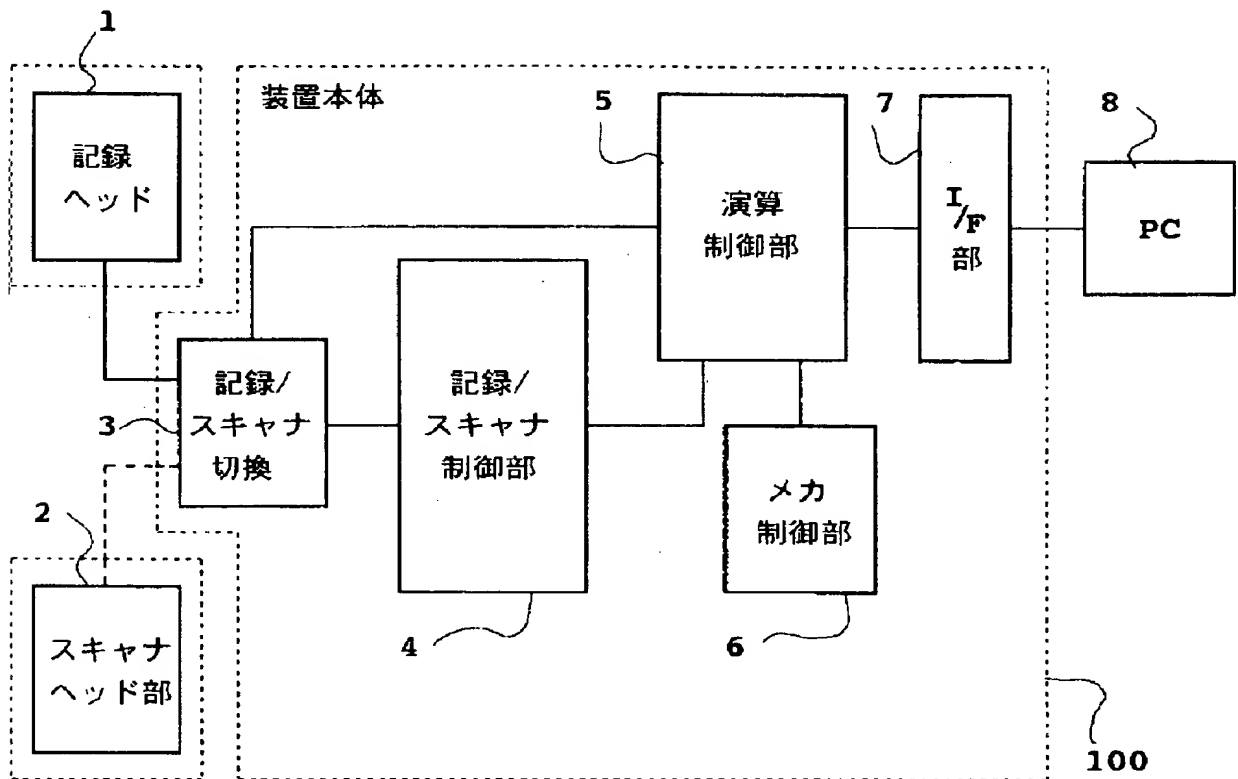 1
装置本体
5
7
8
記録
ヘッド
演算
制御部
I/F
部
PC
記録/
スキャナ
切換
3
記録/
スキャナ
制御部
メカ
制御部
2
4
6
スキャナ
ヘッド部
100